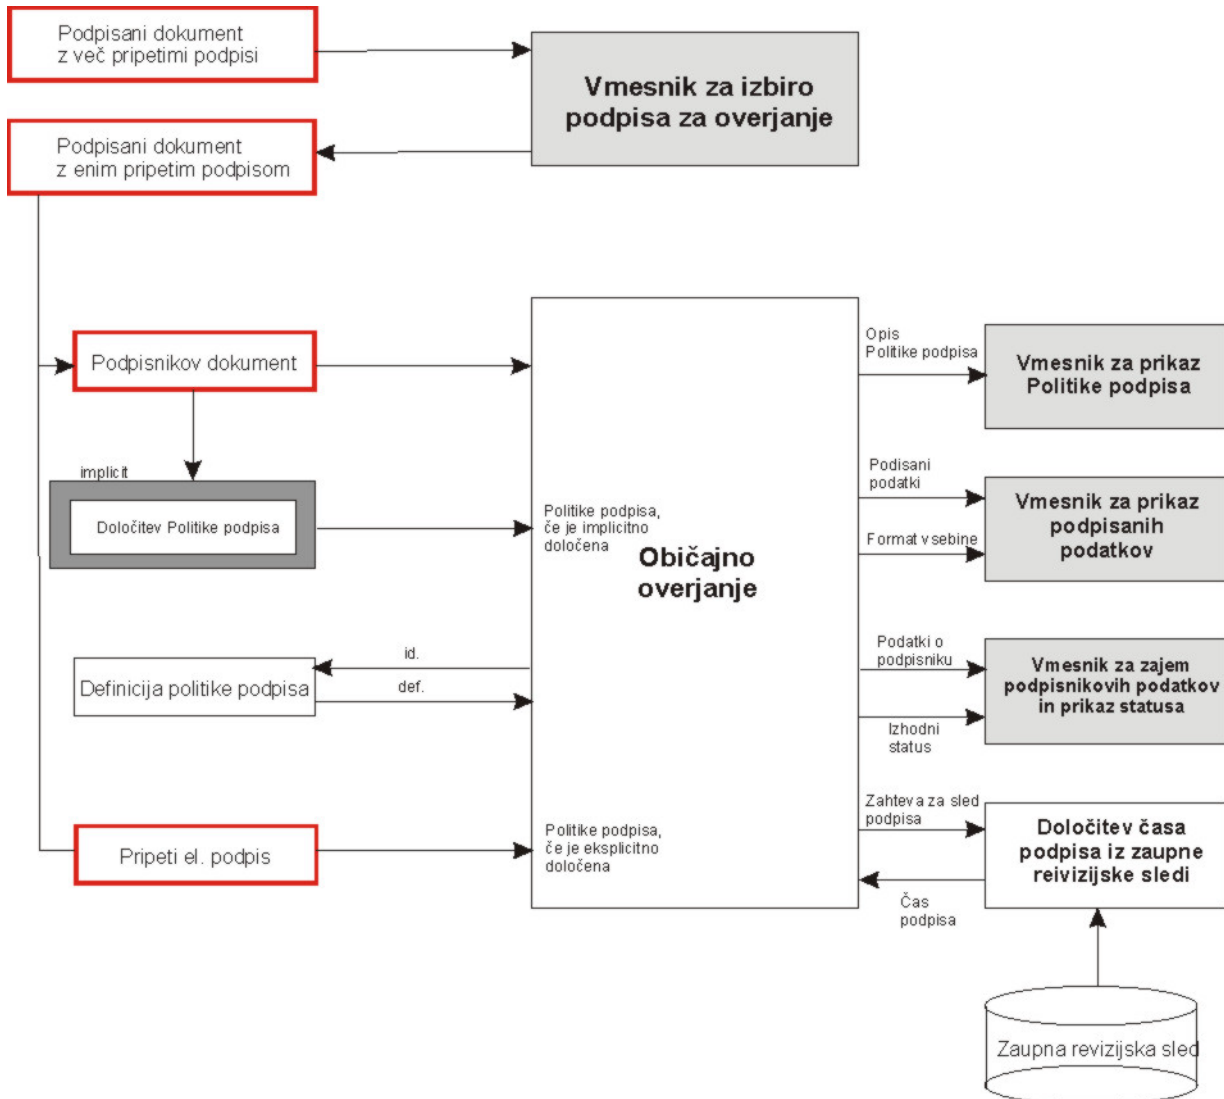 Podpisani dokument
z več pripetimi podpisi
Vmesnik za izbiro
podpisa za overjanje
Podpisani dokument
z enim pripetim podpisom
Podpisnikov dokument
implicit
Določitev Politike podpisa
Definicija politike podpisa
id.
def.
Pripeti el. podpis
Politike podpisa,
če je implicitno
določena
Običajno
overjanje
Politike podpisa,
če je eksplicitno
določena
Opis
Politike podpisa
Vmesnik za prikaz
Politike podpisa
Podisani
podatki
Format vsebine
Vmesnik za prikaz
podpisanih
podatkov
Podatki o
podpisniku
Izhodni
status
Vmesnik za zajem
podpisnikovih podatkov
in prikaz statusa
Zahteva za sled
podpisa
Čas
podpisa
Določitev časa
podpisa iz zaupne
reivizijske sledi
Zaupna revizijska sled